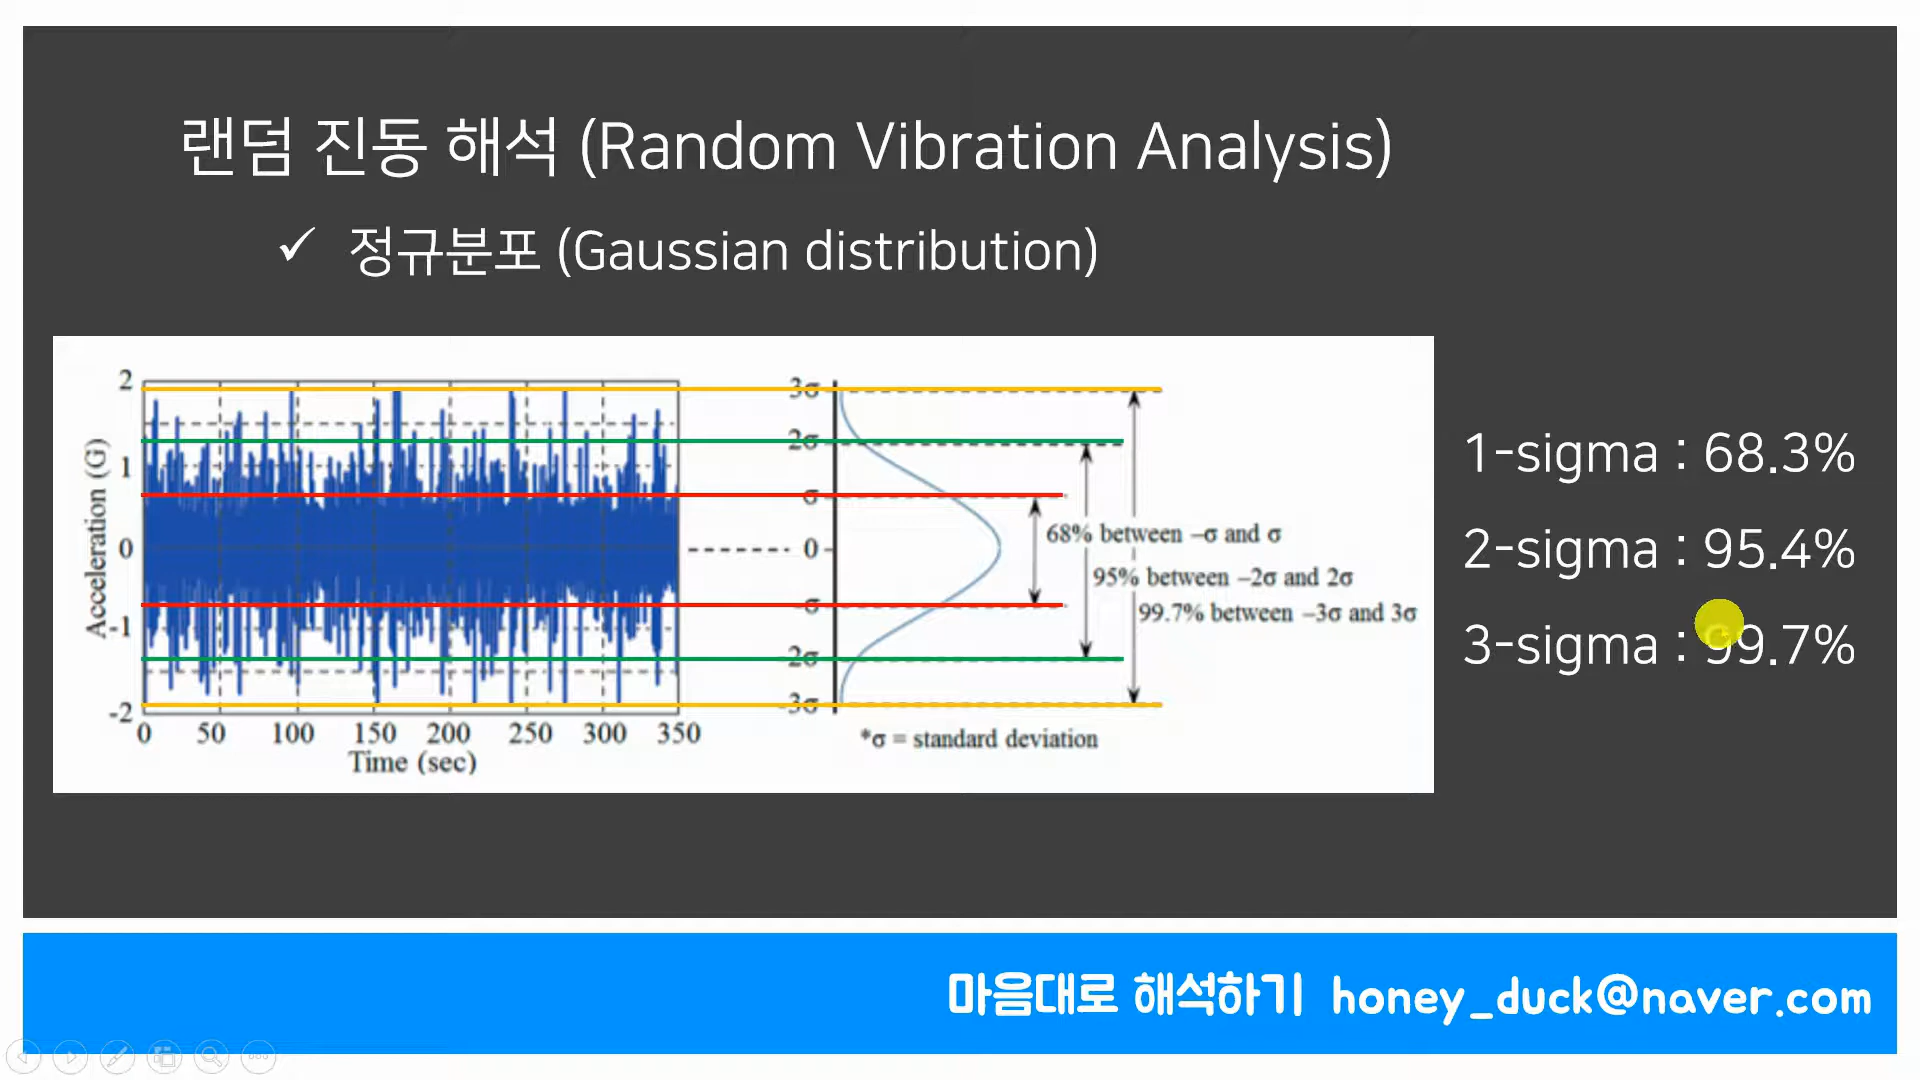 랜덤 진동 해석 (Random Vibration Analysis)
✓ 정규분포 (Gaussian distribution)
Acceleration (G)
2
1
0
-1
-2
0 50 100 150 200 250 300 350
Time (sec)
3σ
2σ
σ
0
-σ
-2σ
-3σ
68% between –σ and σ
95% between –2σ and 2σ
99.7% between –3σ and 3σ
*σ = standard deviation
1-sigma : 68.3%
2-sigma : 95.4%
3-sigma : 99.7%
마음대로 해석하기 honey_duck@naver.com